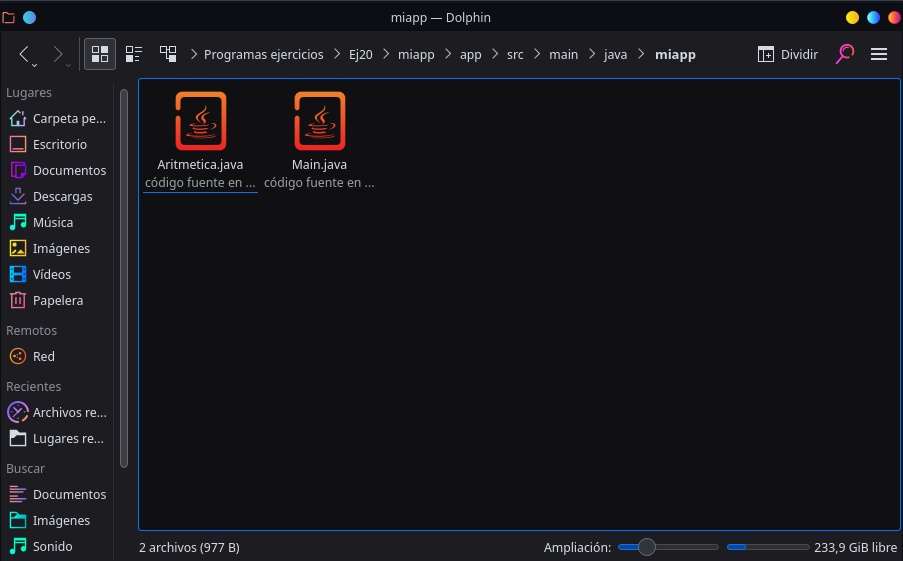 miapp — Dolphin
Programas ejercicios > Ej20 > miapp > app > src > main > java > miapp
Dividir
Lugares
Carpeta pe...
Escritorio
Documentos
Descargas
Música
Imágenes
Vídeos
Papelera
Remotos
Red
Recientes
Archivos re...
Lugares re...
Buscar
Documentos
Imágenes
Sonido
Aritmetica.java
código fuente en ...
Main.java
código fuente en ...
2 archivos (977 B)
Ampliación:
233,9 GiB libre